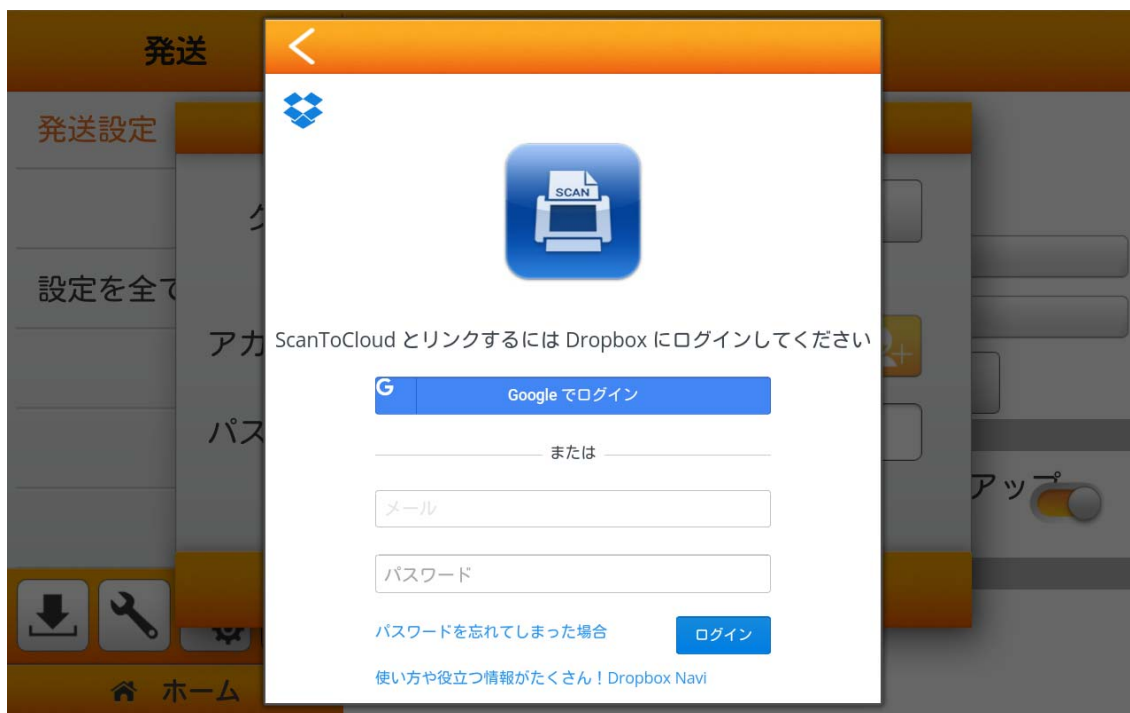 発送
発送設定
設定を全て
アカ
パス
SCAN
ScanToCloud とリンクするには Dropbox にログインしてください
G
Google でログイン
または
メール
パスワード
パスワードを忘れてしまった場合
ログイン
使い方や役立つ情報がたくさん！Dropbox Navi
アップ
ホーム